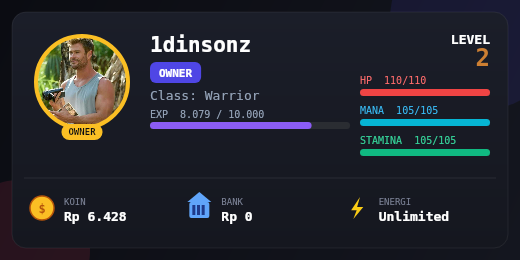 1dinsonz
OWNER
Class: Warrior
EXP 8.079 / 10.000
OWNER
LEVEL
2
HP 110/110
MANA 105/105
STAMINA 105/105
$
KOIN
Rp 6.428
BANK
Rp 0
ENERGI
Unlimited